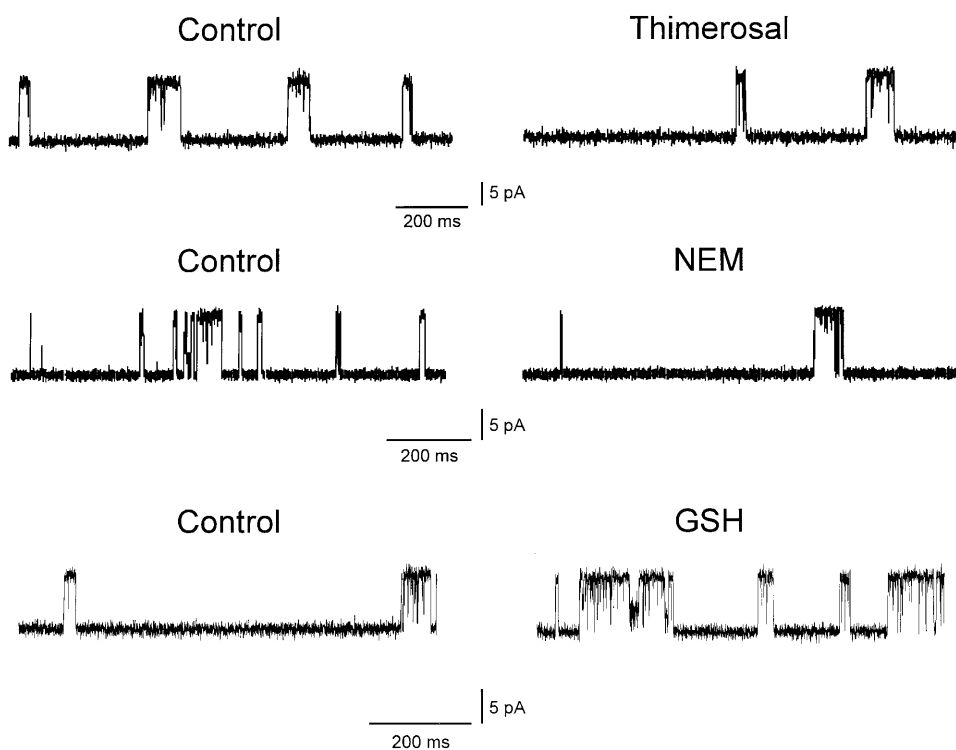 Control
Thimerosal
5 pA
200 ms
Control
NEM
5 pA
200 ms
Control
GSH
5 pA
200 ms